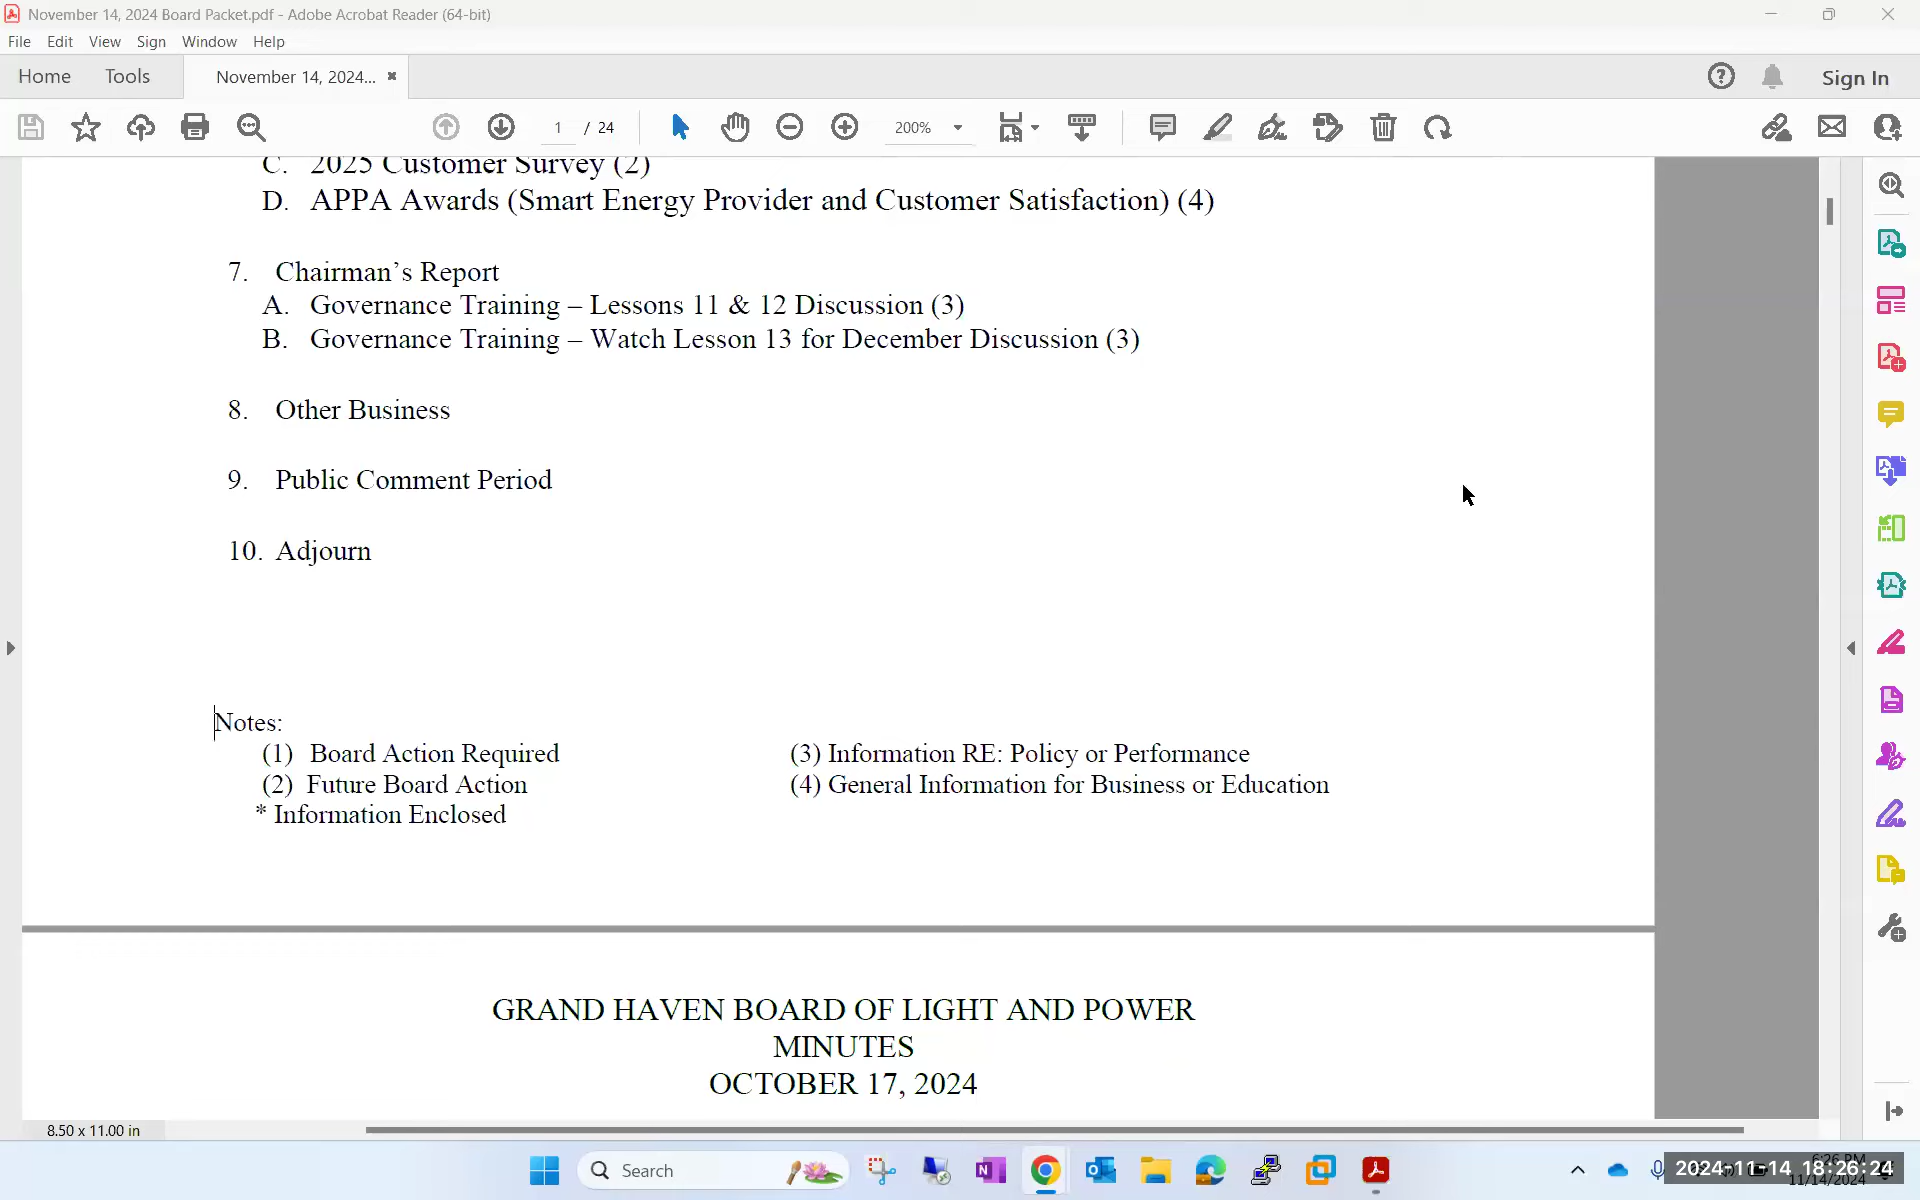 November 14, 2024 Board Packet.pdf - Adobe Acrobat Reader (64-bit)
File Edit View Sign Window Help
Home Tools November 14, 2024... × Sign In
1 / 24 200%
C. 2025 Customer Survey (2)
D. APPA Awards (Smart Energy Provider and Customer Satisfaction) (4)
7. Chairman’s Report
A. Governance Training – Lessons 11 & 12 Discussion (3)
B. Governance Training – Watch Lesson 13 for December Discussion (3)
8. Other Business
9. Public Comment Period
10. Adjourn
Notes:
(1) Board Action Required (3) Information RE: Policy or Performance
(2) Future Board Action (4) General Information for Business or Education
* Information Enclosed
GRAND HAVEN BOARD OF LIGHT AND POWER
MINUTES
OCTOBER 17, 2024
8.50 x 11.00 in
Search
2024-11-14 18:26:24
6:26 PM
11/14/2024